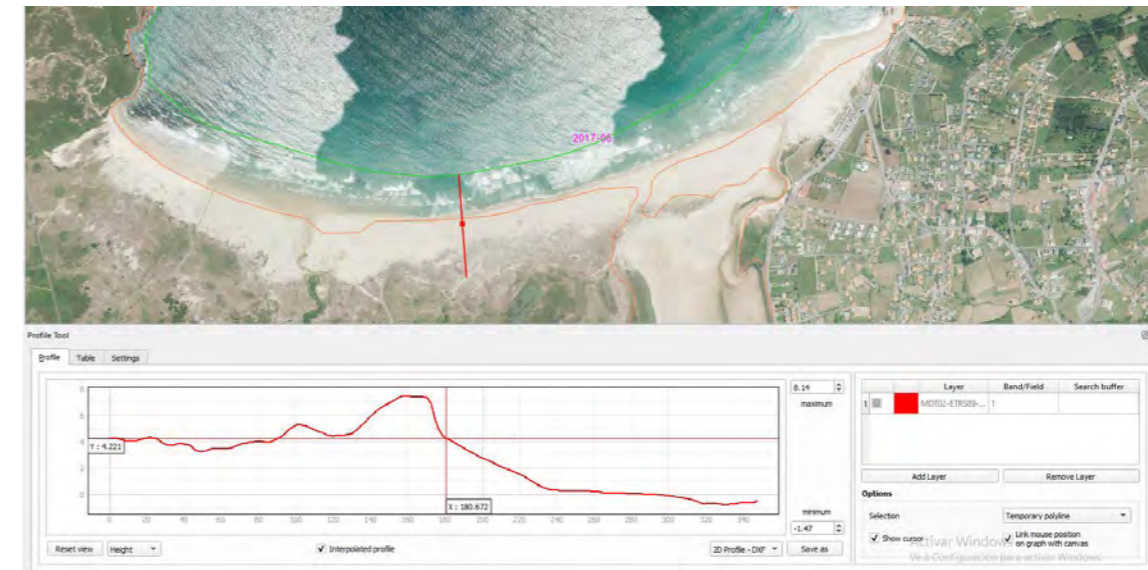 2017-06
Profile Tool
Profile Table Settings
8
6
4
2
0
Y : 4.221
X : 180.672
0 20 40 60 80 100 120 140 160 180 200 220 240 260 280 300 320 340
8.14
maximum
minimum
-1.47
Layer Band/Field Search buffer
1 MDT02-ETRS89-... 1
Add Layer Remove Layer
Options
Selection Temporary polyline
Show cursor Link mouse position
on graph with canvas
Activar Windows
Ve a Configuración para activar Windows.
Reset view Height Interpolated profile 2D Profile - DXF Save as